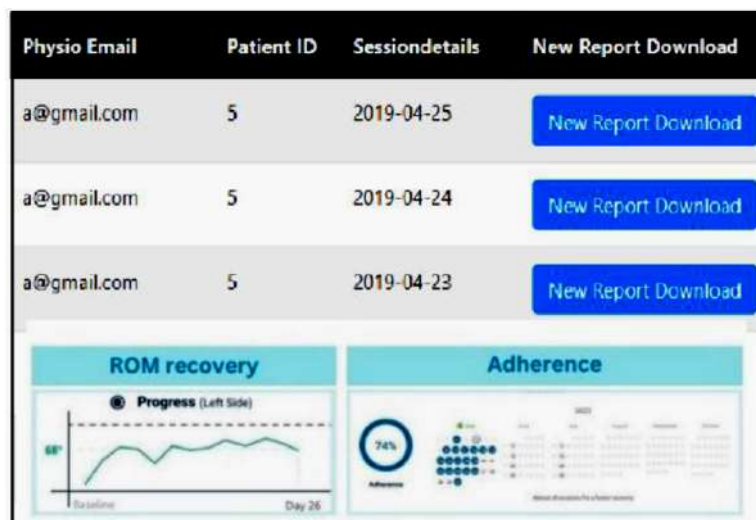 Physio Email Patient ID Sessiondetails New Report Download
a@gmail.com 5 2019-04-25 New Report Download
a@gmail.com 5 2019-04-24 New Report Download
a@gmail.com 5 2019-04-23 New Report Download
ROM recovery Adherence
Progress (Left Side)
68°
74%
Adherence
Baseline Day 26